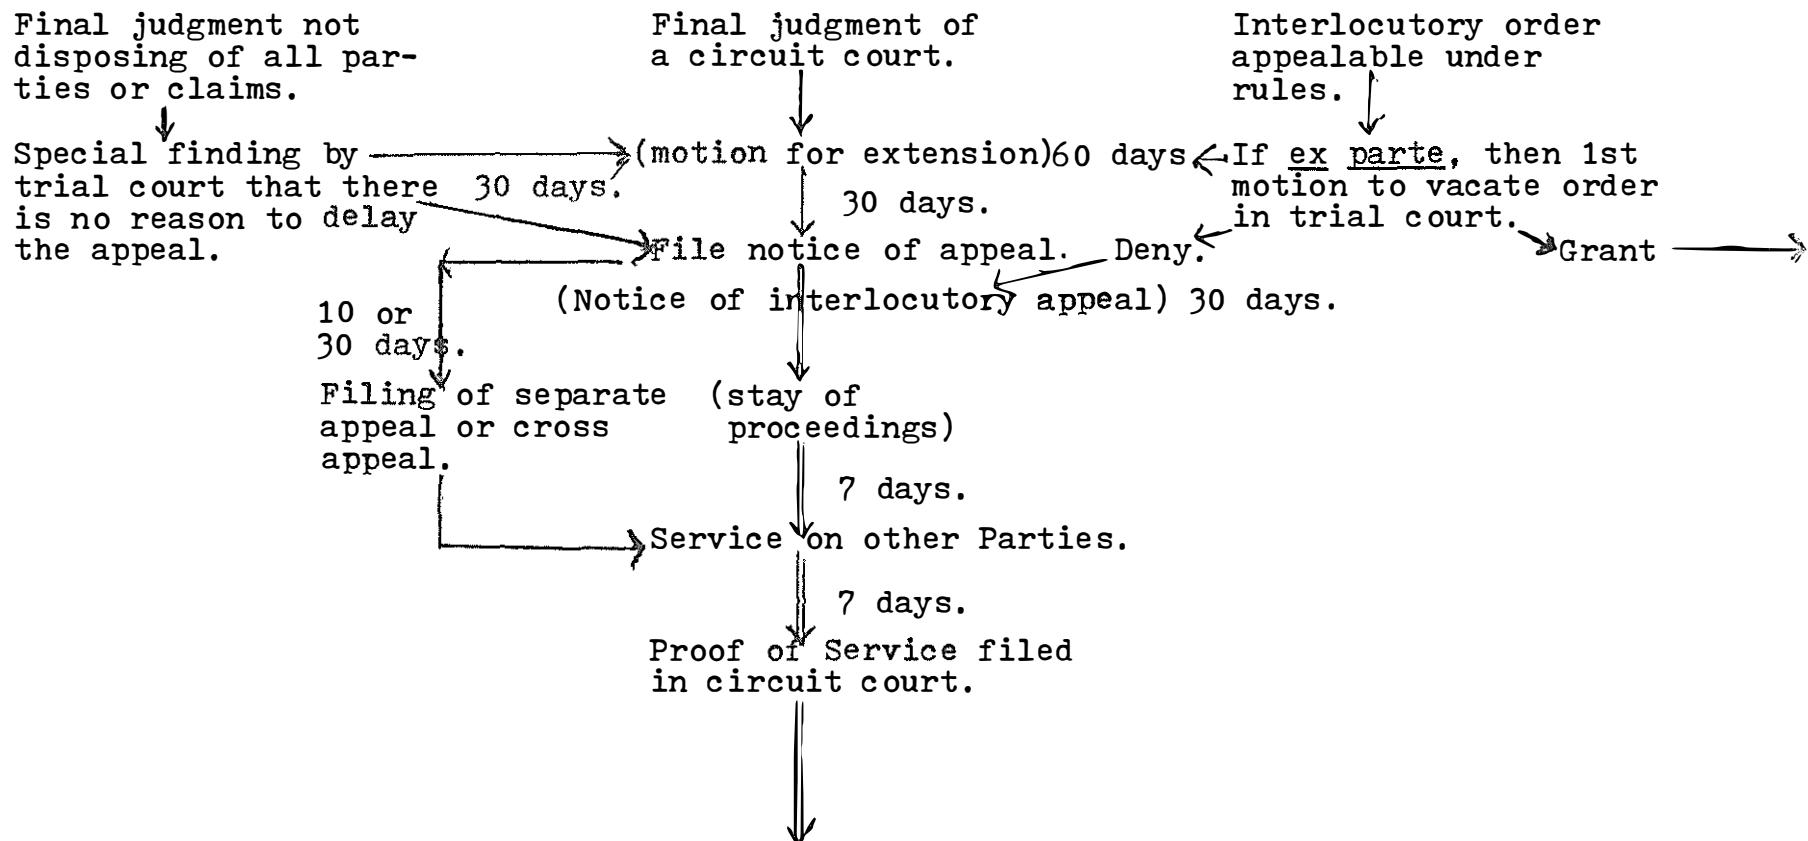 Final judgment not
disposing of all par-
ties or claims.
Final judgment of
a circuit court.
Interlocutory order
appealable under
rules.
Special finding by
trial court that there
is no reason to delay
the appeal.
30 days.
(motion for extension)60 days
30 days.
If ex parte, then 1st
motion to vacate order
in trial court.
File notice of appeal.
Deny.
Grant
(Notice of interlocutory appeal) 30 days.
10 or
30 days.
Filing of separate
appeal or cross
appeal.
(stay of
proceedings)
7 days.
Service on other Parties.
7 days.
Proof of Service filed
in circuit court.